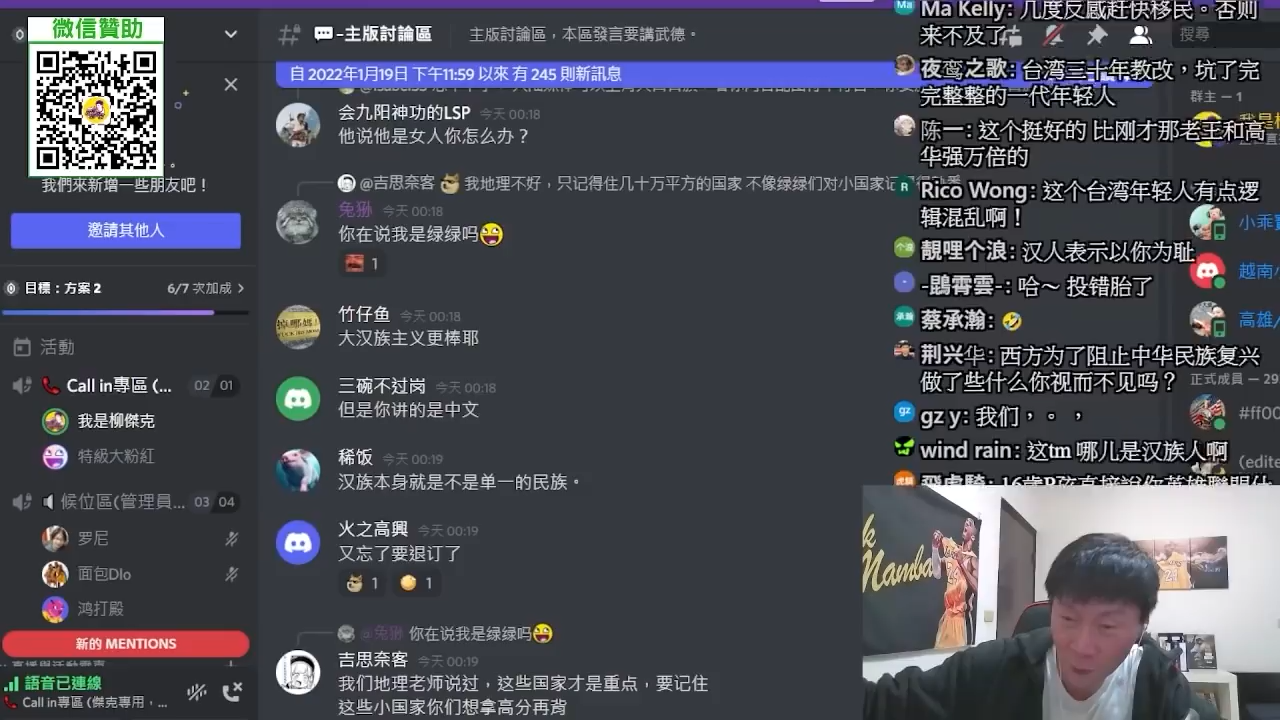 微信贊助
我們來新增一些朋友吧！
邀請其他人
目標：方案 2
6/7 次加成
活動
Call in專區 (...
02 01
我是柳傑克
特級大粉紅
候位區(管理員...
03 04
罗尼
面包Dlo
鸿打殿
新的 MENTIONS
語音已連線
Call in專區 (傑克專用，...
-主版討論區
主版討論區，本區發言要講武德。
搜尋
自 2022年1月19日 下午11:59 以來 有 245 則新訊息
会九阳神功的LSP 今天 00:18
他说他是女人你怎么办？
@吉思奈客 我地理不好，只记得住几十万平方的国家 不像绿绿们对小国家记
兔狲 今天 00:18
你在说我是绿绿吗
1
竹仔鱼 今天 00:18
大汉族主义更棒耶
三碗不过岗 今天 00:18
但是你讲的是中文
稀饭 今天 00:19
汉族本身就是不是单一的民族。
火之高興 今天 00:19
又忘了要退订了
1 1
@兔狲 你在说我是绿绿吗
吉思奈客 今天 00:19
我们地理老师说过，这些国家才是重点，要记住
这些小国家你们想拿高分再背
Ma Kelly: 几度反感赶快移民。否则
来不及了
夜鸾之歌: 台湾三十年教改，坑了完
完整整的一代年轻人
陈一: 这个挺好的 比刚才那老王和高
华强万倍的
Rico Wong: 这个台湾年轻人有点逻
辑混乱啊！
靚哩个浪: 汉人表示以你为耻
-鵾霄雲-: 哈～ 投错胎了
蔡承瀚:
荆兴华: 西方为了阻止中华民族复兴
做了些什么你视而不见吗？
gz y: 我们，。，
wind rain: 这tm 哪儿是汉族人啊
群主 — 1
小乖
越南小
高雄
正式成員 — 29
#ff00
(edite
Mamba
24